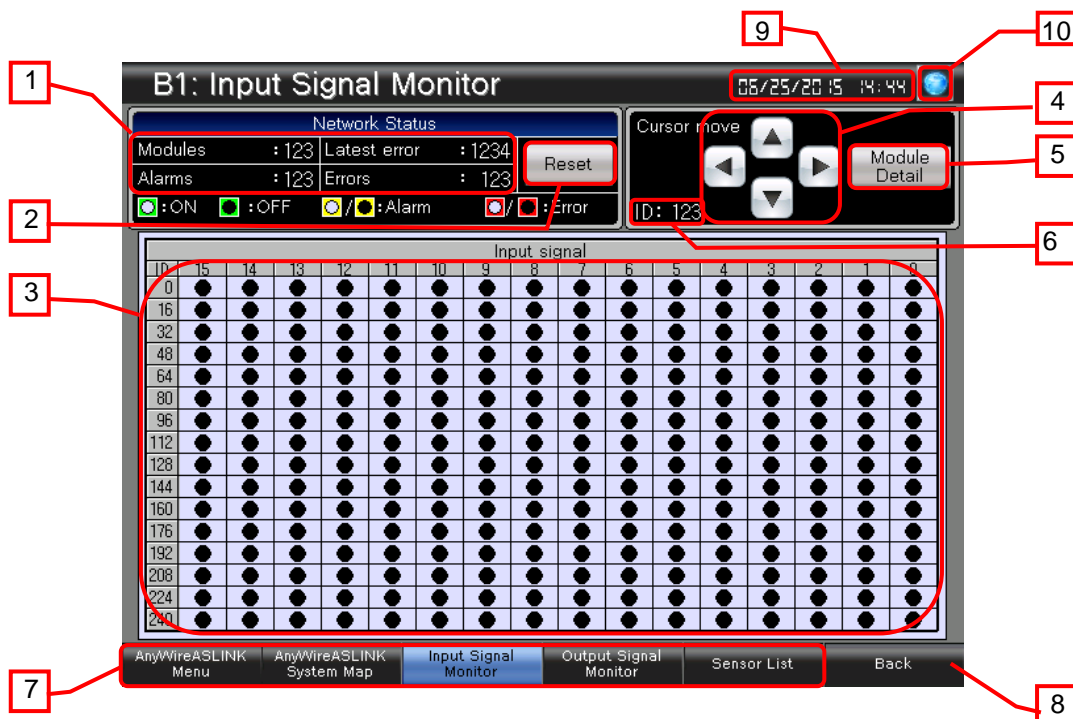 9
10
1
B1: Input Signal Monitor
06/25/2015 14:44
4
Network Status
Cursor move
Modules :123 Latest error :1234
Reset
Module
Detail
5
Alarms :123 Errors : 123
2
:ON :OFF / :Alarm / :Error
ID: 123
6
Input signal
ID 15 14 13 12 11 10 9 8 7 6 5 4 3 2 1 0
3
0
16
32
48
64
80
96
112
128
144
160
176
192
208
224
240
7
AnyWireASLINK
Menu
AnyWireASLINK
System Map
Input Signal
Monitor
Output Signal
Monitor
Sensor List
Back
8